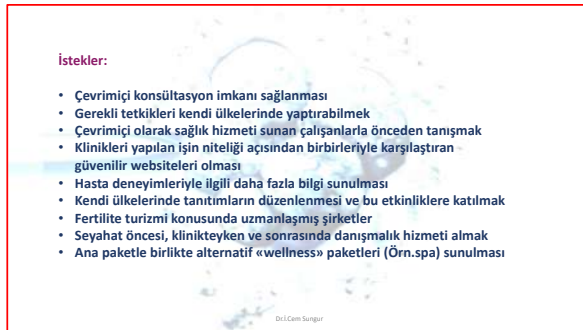 İstekler:
• Çevrimiçi konsültasyon imkanı sağlanması
• Gerekli tetkikleri kendi ülkelerinde yaptırabilmek
• Çevrimiçi olarak sağlık hizmeti sunan çalışanlarla önceden tanışmak
• Klinikleri yapılan işin niteliği açısından birbirleriyle karşılaştıran
güvenilir websiteleri olması
• Hasta deneyimleriyle ilgili daha fazla bilgi sunulması
• Kendi ülkelerinde tanıtımların düzenlenmesi ve bu etkinliklere katılmak
• Fertilite turizmi konusunda uzmanlaşmış şirketler
• Seyahat öncesi, klinikteyken ve sonrasında danışmalık hizmeti almak
• Ana paketle birlikte alternatif «wellness» paketleri (Örn.spa) sunulması
Dr.İ.Cem Sungur